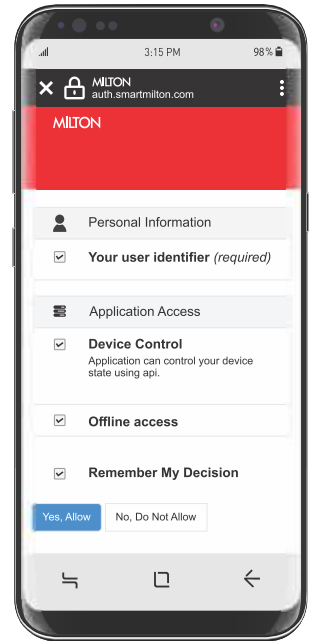 3:15 PM
98%
MILTON
auth.smartmilton.com
MILTON
Personal Information
Your user identifier (required)
Application Access
Device Control
Application can control your device
state using api.
Offline access
Remember My Decision
Yes, Allow
No, Do Not Allow